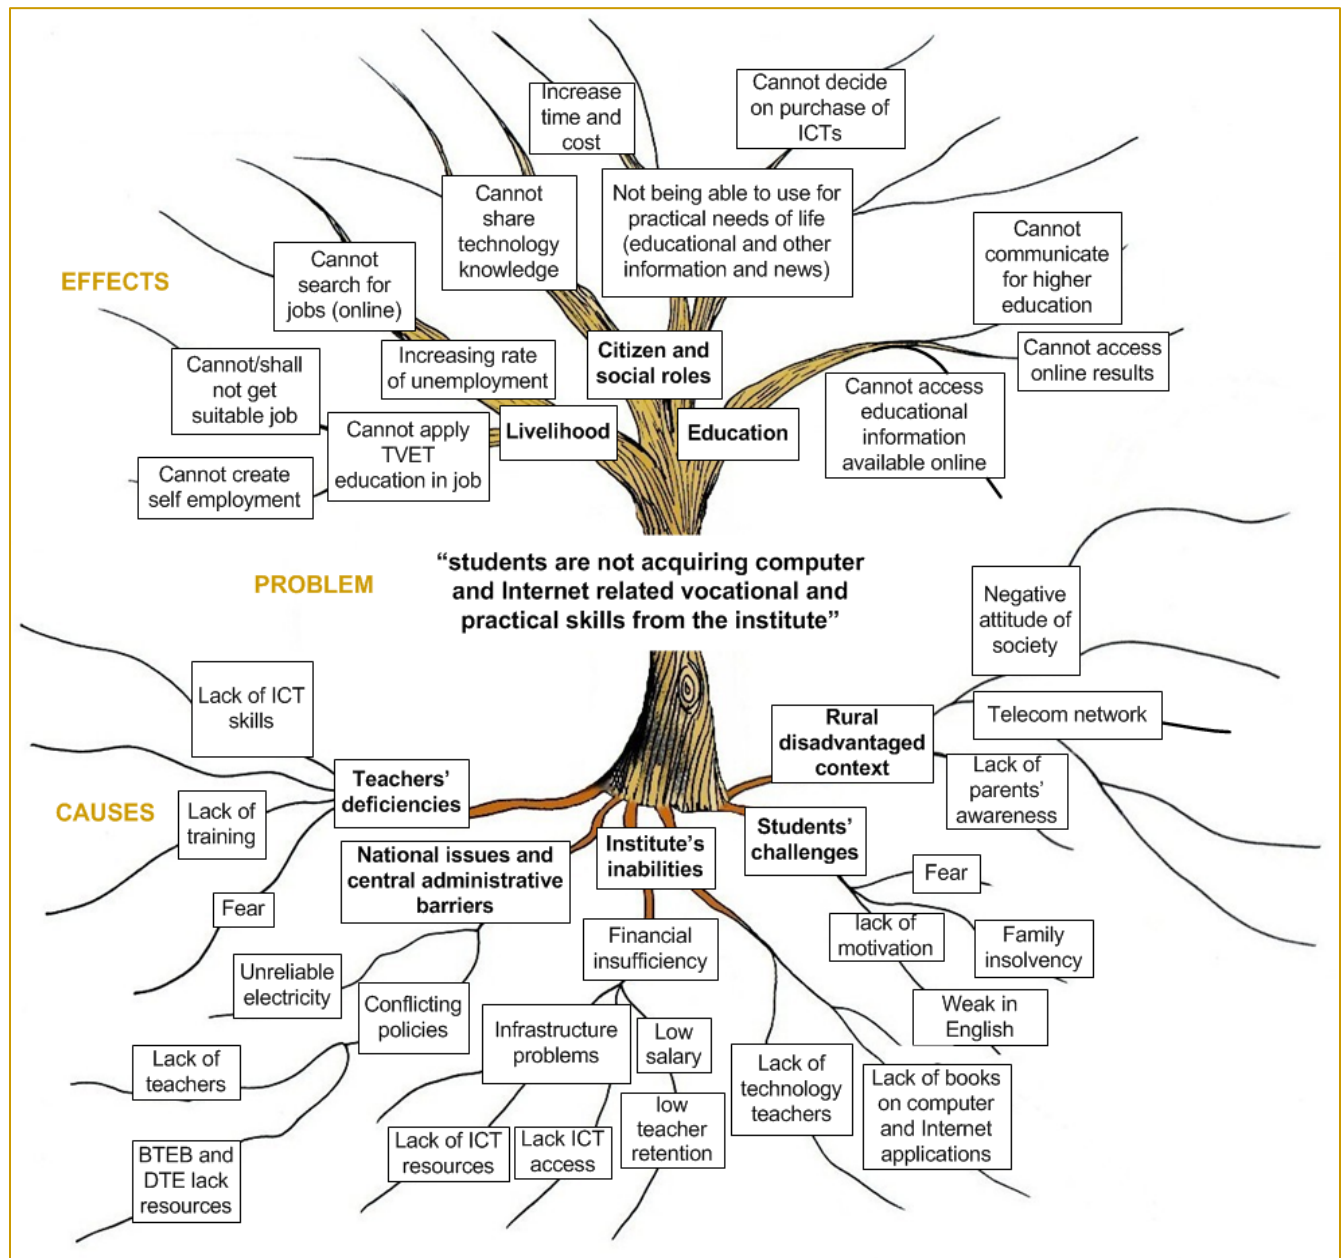 Increase
time and
cost
Cannot decide
on purchase of
ICTs
Cannot
share
technology
knowledge
Not being able to use for
practical needs of life
(educational and other
information and news)
Cannot
communicate
for higher
education
EFFECTS
Cannot
search for
jobs (online)
Increasing rate
of unemployment
Citizen and
social roles
Cannot access
online results
Cannot/shall
not get
suitable job
Cannot access
educational
information
available online
Livelihood
Education
Cannot apply
TVET
education in job
Cannot create
self employment
PROBLEM
“students are not acquiring computer
and Internet related vocational and
practical skills from the institute”
Negative
attitude of
society
Lack of ICT
skills
Rural
disadvantaged
context
Telecom network
Teachers’
deficiencies
Lack of
parents’
awareness
CAUSES
Lack of
training
Students’
challenges
National issues and
central administrative
barriers
Institute’s
inabilities
Fear
Fear
lack of
motivation
Family
insolvency
Financial
insufficiency
Unreliable
electricity
Conflicting
policies
Weak in
English
Infrastructure
problems
Low
salary
Lack of
teachers
Lack of
technology
teachers
Lack of books
on computer
and Internet
applications
low
teacher
retention
Lack of ICT
resources
Lack ICT
access
BTEB and
DTE lack
resources